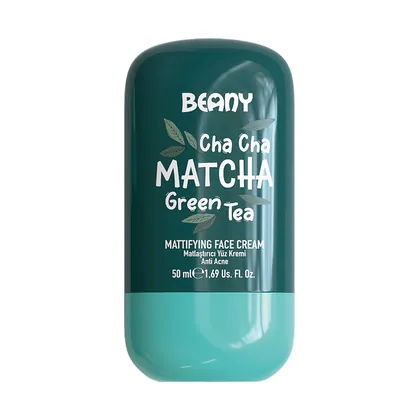 BEANY
Cha Cha
MATCHA
Green Tea
MATTIFYING FACE CREAM
Matlaştırıcı Yüz Kremi
Anti Acne
50 ml℮1.69 Us. Fl. Oz.